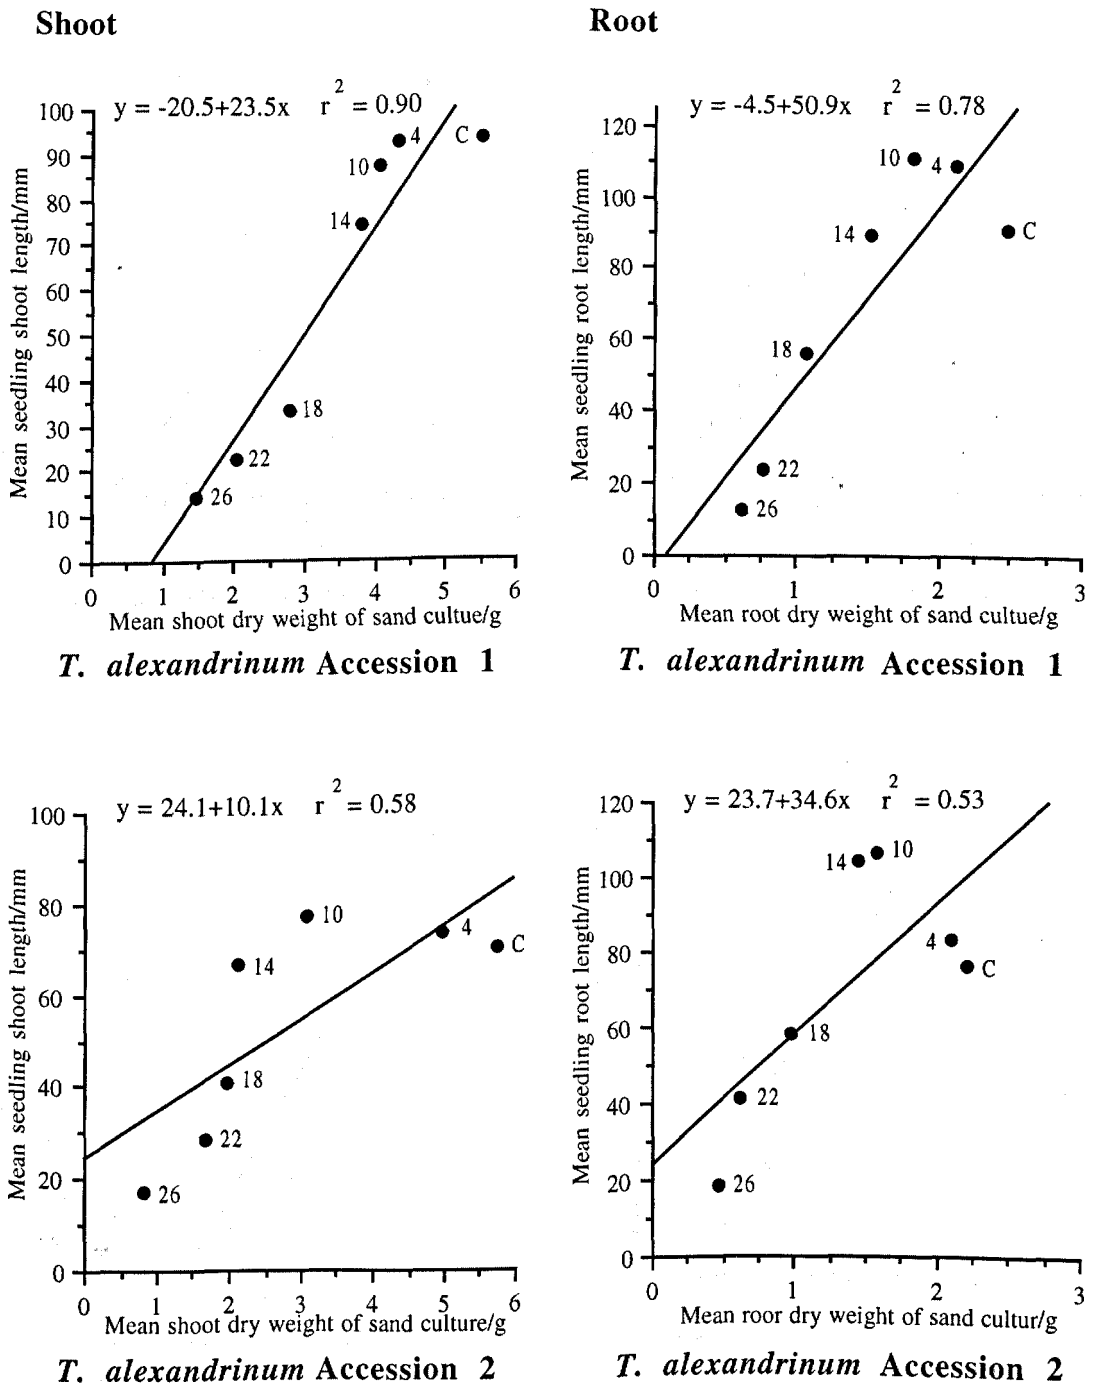 Shoot
y = -20.5+23.5x r 2 = 0.90
Mean seedling shoot length/mm
100
90
80
70
60
50
40
30
20
10
0
4
C
10
14
18
22
26
0 1 2 3 4 5 6
Mean shoot dry weight of sand cultue/g
T. alexandrinum Accession 1
Root
y = -4.5+50.9x r 2 = 0.78
Mean seedling root length/mm
120
100
80
60
40
20
0
10
4
14
C
18
22
26
0 1 2 3
Mean root dry weight of sand cultue/g
T. alexandrinum Accession 1
y = 24.1+10.1x r 2 = 0.58
Mean seedling shoot length/mm
100
80
60
40
20
0
10
4
C
14
18
22
26
0 1 2 3 4 5 6
Mean shoot dry weight of sand culture/g
T. alexandrinum Accession 2
y = 23.7+34.6x r 2 = 0.53
Mean seedling root length/mm
120
100
80
60
40
20
0
14
10
4
C
18
22
26
0 1 2 3
Mean roor dry weight of sand cultur/g
T. alexandrinum Accession 2